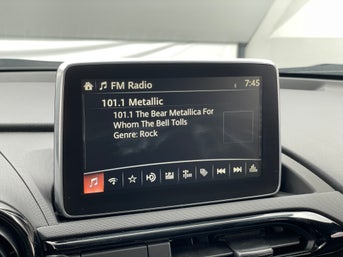 FM Radio 7:45
101.1 Metallic
101.1 The Bear Metallica For
Whom The Bell Tolls
Genre: Rock